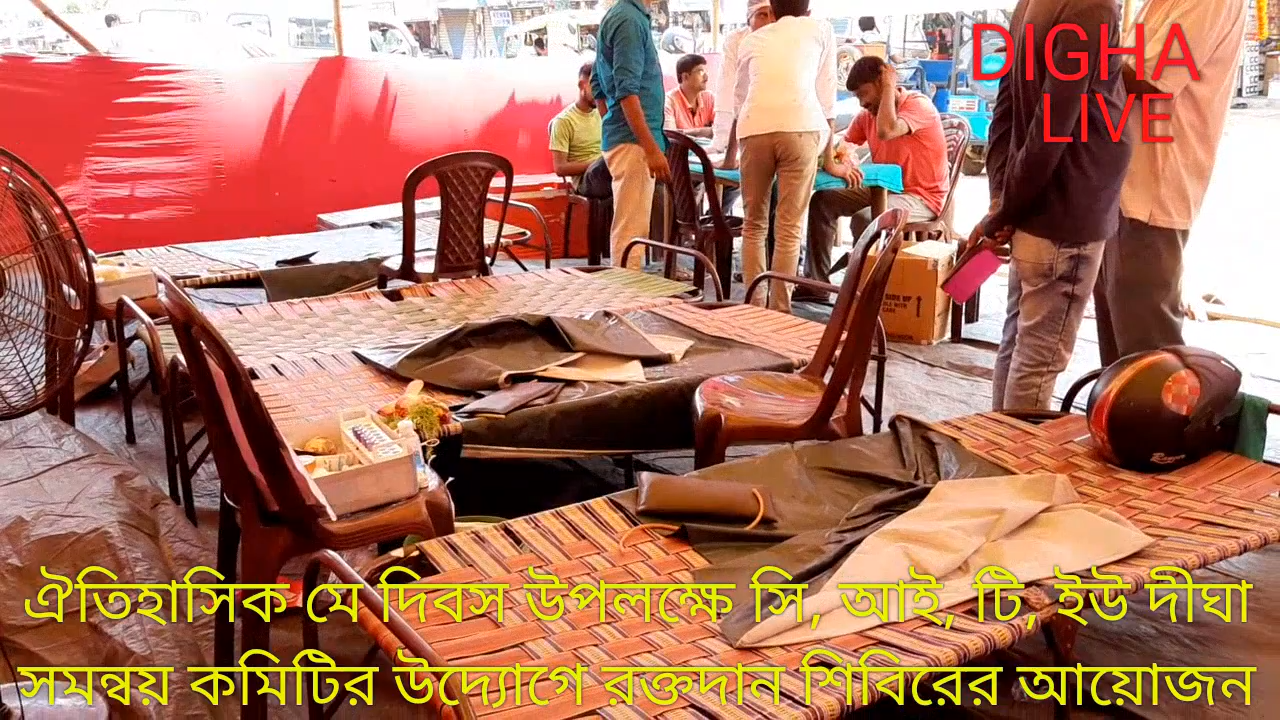 DIGHA
LIVE
ঐতিহাসিক মে দিবস উপলক্ষে সি, আই, টি, ইউ দীঘা
সমন্বয় কমিটির উদ্যোগে রক্তদান শিবিরের আয়োজন